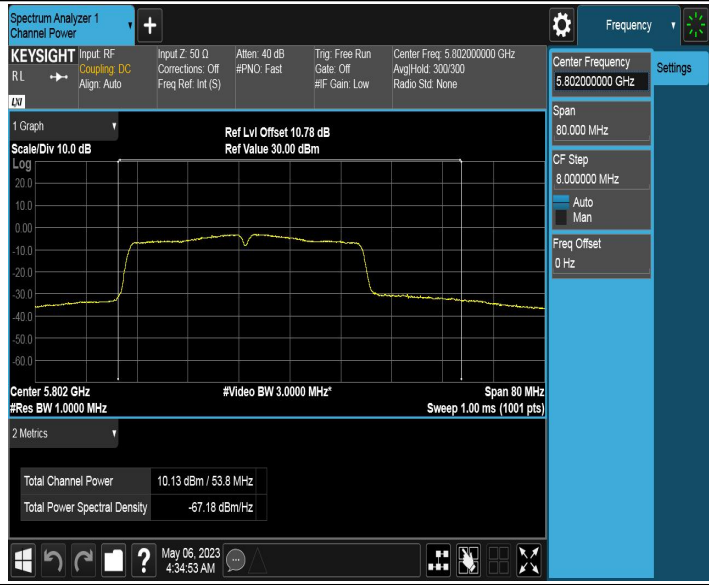 Spectrum Analyzer 1
Channel Power
Frequency
KEYSIGHT
RL
LXI
Input: RF
Coupling: DC
Align: Auto
Input Z: 50 Ω
Corrections: Off
Freq Ref: Int (S)
Atten: 40 dB
#PNO: Fast
Trig: Free Run
Gate: Off
#IF Gain: Low
Center Freq: 5.802000000 GHz
Avg|Hold: 300/300
Radio Std: None
Center Frequency
5.802000000 GHz
Settings
Span
80.000 MHz
CF Step
8.000000 MHz
Auto
Man
Freq Offset
0 Hz
1 Graph
Scale/Div 10.0 dB
Ref Lvl Offset 10.78 dB
Ref Value 30.00 dBm
Log
20.0
10.0
0.00
-10.0
-20.0
-30.0
-40.0
-50.0
-60.0
Center 5.802 GHz
#Video BW 3.0000 MHz*
Span 80 MHz
#Res BW 1.0000 MHz
Sweep 1.00 ms (1001 pts)
2 Metrics
Total Channel Power 10.13 dBm / 53.8 MHz
Total Power Spectral Density -67.18 dBm/Hz
?
May 06, 2023
4:34:53 AM